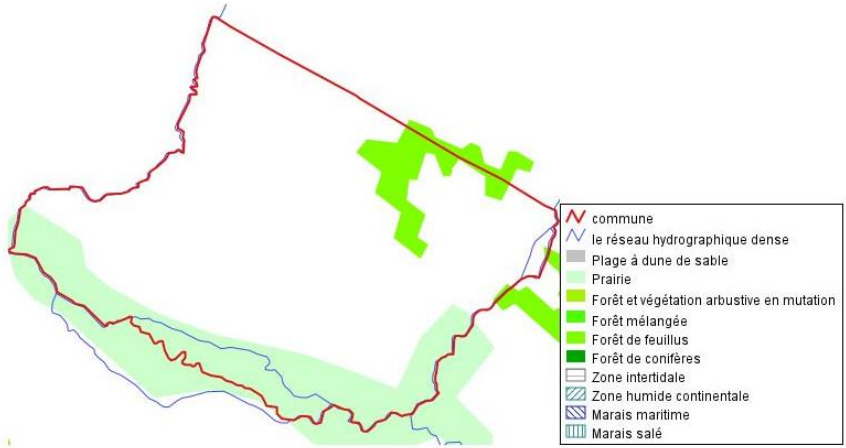 commune
le réseau hydrographique dense
Plage à dune de sable
Prairie
Forêt et végétation arbustive en mutation
Forêt mélangée
Forêt de feuillus
Forêt de conifères
Zone intertidale
Zone humide continentale
Marais maritime
Marais salé